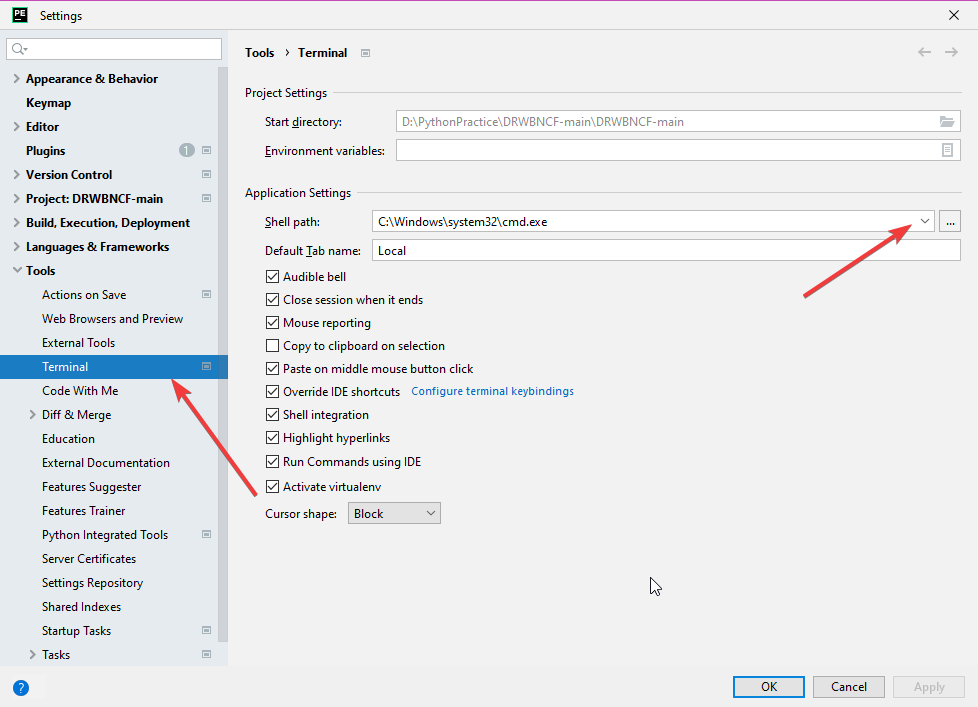 PE Settings
Appearance & Behavior
Keymap
Editor
Plugins 1
Version Control
Project: DRWBNCF-main
Build, Execution, Deployment
Languages & Frameworks
Tools
Actions on Save
Web Browsers and Preview
External Tools
Terminal
Code With Me
Diff & Merge
Education
External Documentation
Features Suggester
Features Trainer
Python Integrated Tools
Server Certificates
Settings Repository
Shared Indexes
Startup Tasks
Tasks
Tools › Terminal
Project Settings
Start directory: D:\PythonPractice\DRWBNCF-main\DRWBNCF-main
Environment variables:
Application Settings
Shell path: C:\Windows\system32\cmd.exe ...
Default Tab name: Local
Audible bell
Close session when it ends
Mouse reporting
Copy to clipboard on selection
Paste on middle mouse button click
Override IDE shortcuts Configure terminal keybindings
Shell integration
Highlight hyperlinks
Run Commands using IDE
Activate virtualenv
Cursor shape: Block
? OK Cancel Apply